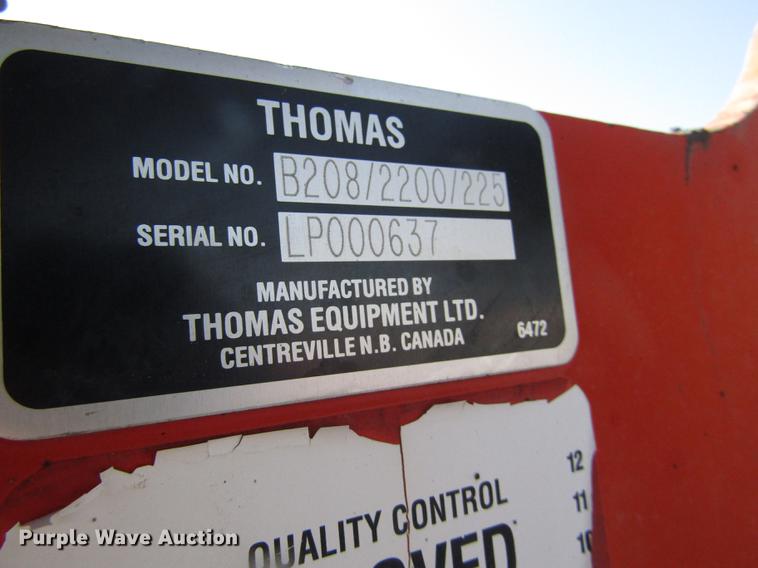 THOMAS
MODEL NO. B208/2200/225
SERIAL NO. LP000637
MANUFACTURED BY
THOMAS EQUIPMENT LTD.
CENTREVILLE N.B. CANADA 6472
12
QUALITY CONTROL 11
10
Purple Wave Auction